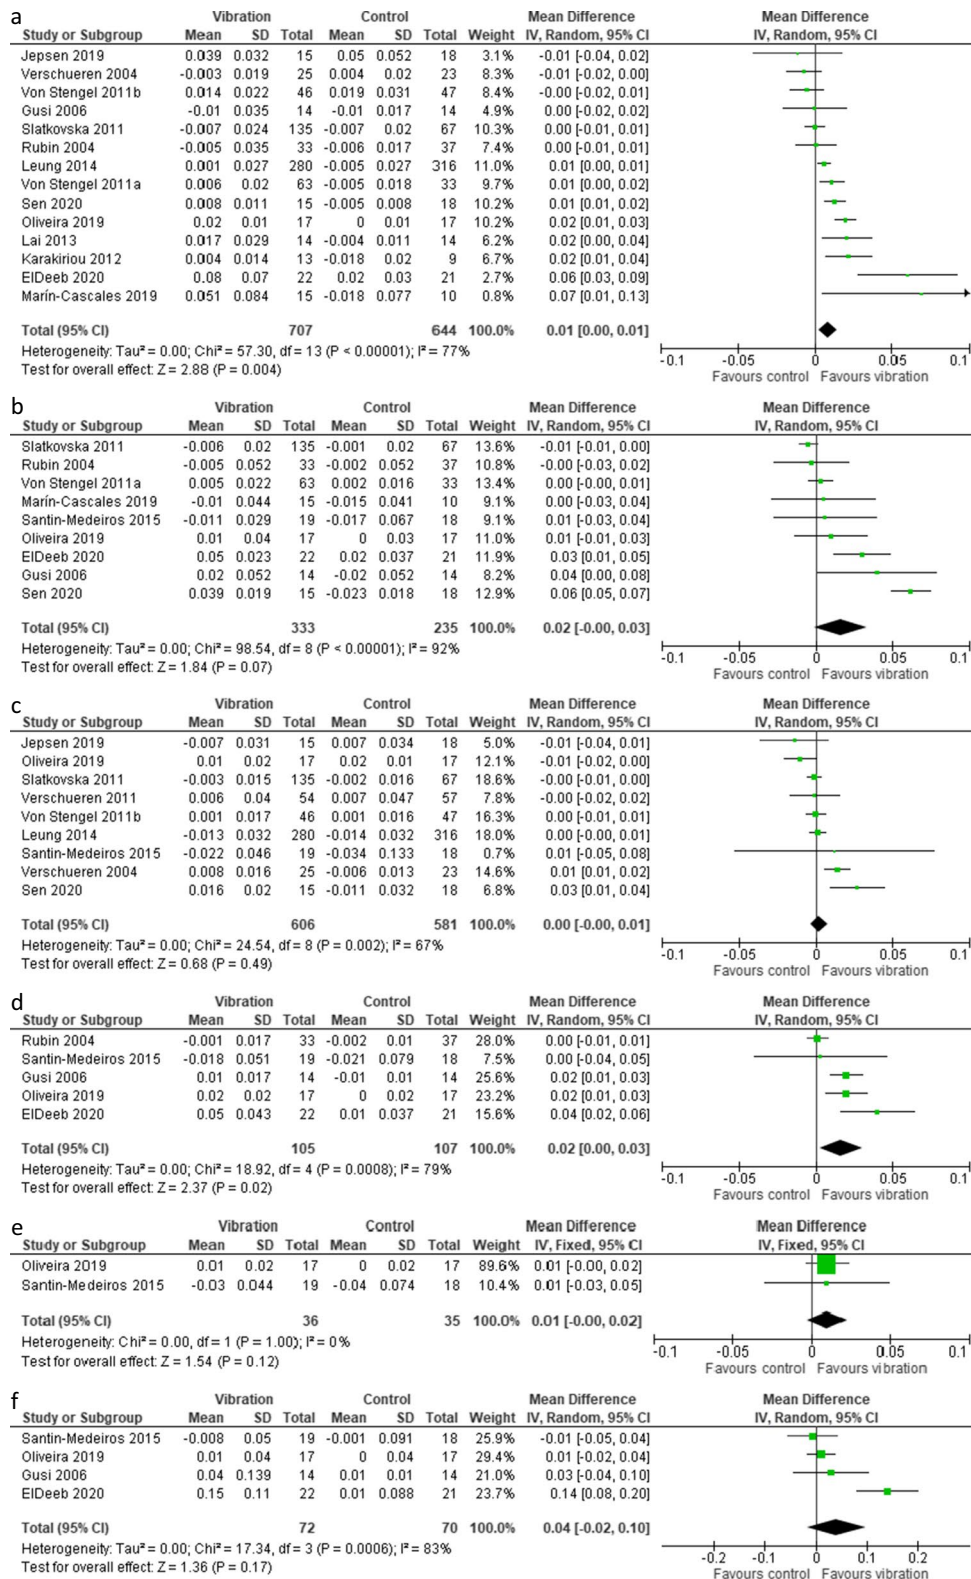 a
Vibration Control Mean Difference Mean Difference
Study or Subgroup Mean SD Total Mean SD Total Weight IV, Random, 95% CI IV, Random, 95% CI
Jepsen 2019 0.039 0.032 15 0.05 0.052 18 3.1% -0.01 [-0.04, 0.02]
Verschueren 2004 -0.003 0.019 25 0.004 0.02 23 8.3% -0.01 [-0.02, 0.00]
Von Stengel 2011b 0.014 0.022 46 0.019 0.031 47 8.4% -0.00 [-0.02, 0.01]
Gusi 2006 -0.01 0.035 14 -0.01 0.017 14 4.9% 0.00 [-0.02, 0.02]
Slatkovska 2011 -0.007 0.024 135 -0.007 0.02 67 10.3% 0.00 [-0.01, 0.01]
Rubin 2004 -0.005 0.035 33 -0.006 0.017 37 7.4% 0.00 [-0.01, 0.01]
Leung 2014 0.001 0.027 280 -0.005 0.027 316 11.0% 0.01 [0.00, 0.01]
Von Stengel 2011a 0.006 0.02 63 -0.005 0.018 33 9.7% 0.01 [0.00, 0.02]
Sen 2020 0.008 0.011 15 -0.005 0.008 18 10.2% 0.01 [0.01, 0.02]
Oliveira 2019 0.02 0.01 17 0 0.01 17 10.2% 0.02 [0.01, 0.03]
Lai 2013 0.017 0.029 14 -0.004 0.011 14 6.2% 0.02 [0.00, 0.04]
Karakiriou 2012 0.004 0.014 13 -0.018 0.02 9 6.7% 0.02 [0.01, 0.04]
ElDeeb 2020 0.08 0.07 22 0.02 0.03 21 2.7% 0.06 [0.03, 0.09]
Marín-Cascales 2019 0.051 0.084 15 -0.018 0.077 10 0.8% 0.07 [0.01, 0.13]
Total (95% CI) 707 644 100.0% 0.01 [0.00, 0.01]
Heterogeneity: Tau² = 0.00; Chi² = 57.30, df = 13 (P < 0.00001); I² = 77%
Test for overall effect: Z = 2.88 (P = 0.004)
-0.1 -0.05 0 0.05 0.1
Favours control Favours vibration
b
Vibration Control Mean Difference Mean Difference
Study or Subgroup Mean SD Total Mean SD Total Weight IV, Random, 95% CI IV, Random, 95% CI
Slatkovska 2011 -0.006 0.02 135 -0.001 0.02 67 13.6% -0.01 [-0.01, 0.00]
Rubin 2004 -0.005 0.052 33 -0.002 0.052 37 10.8% -0.00 [-0.03, 0.02]
Von Stengel 2011a 0.005 0.022 63 0.002 0.016 33 13.4% 0.00 [-0.00, 0.01]
Marín-Cascales 2019 -0.01 0.044 15 -0.015 0.041 10 9.1% 0.00 [-0.03, 0.04]
Santin-Medeiros 2015 -0.011 0.029 19 -0.017 0.067 18 9.1% 0.01 [-0.03, 0.04]
Oliveira 2019 0.01 0.04 17 0 0.03 17 11.0% 0.01 [-0.01, 0.03]
ElDeeb 2020 0.05 0.023 22 0.02 0.037 21 11.9% 0.03 [0.01, 0.05]
Gusi 2006 0.02 0.052 14 -0.02 0.052 14 8.2% 0.04 [0.00, 0.08]
Sen 2020 0.039 0.019 15 -0.023 0.018 18 12.9% 0.06 [0.05, 0.07]
Total (95% CI) 333 235 100.0% 0.02 [-0.00, 0.03]
Heterogeneity: Tau² = 0.00; Chi² = 98.54, df = 8 (P < 0.00001); I² = 92%
Test for overall effect: Z = 1.84 (P = 0.07)
-0.1 -0.05 0 0.05 0.1
Favours control Favours vibration
c
Vibration Control Mean Difference Mean Difference
Study or Subgroup Mean SD Total Mean SD Total Weight IV, Random, 95% CI IV, Random, 95% CI
Jepsen 2019 -0.007 0.031 15 0.007 0.034 18 5.0% -0.01 [-0.04, 0.01]
Oliveira 2019 0.01 0.02 17 0.02 0.01 17 12.1% -0.01 [-0.02, 0.00]
Slatkovska 2011 -0.003 0.015 135 -0.002 0.016 67 18.6% -0.00 [-0.01, 0.00]
Verschueren 2011 0.006 0.04 54 0.007 0.047 57 7.8% -0.00 [-0.02, 0.02]
Von Stengel 2011b 0.001 0.017 46 0.001 0.016 47 16.3% 0.00 [-0.01, 0.01]
Leung 2014 -0.013 0.032 280 -0.014 0.032 316 18.0% 0.00 [-0.00, 0.01]
Santin-Medeiros 2015 -0.022 0.046 19 -0.034 0.133 18 0.7% 0.01 [-0.05, 0.08]
Verschueren 2004 0.008 0.016 25 -0.006 0.013 23 14.6% 0.01 [0.01, 0.02]
Sen 2020 0.016 0.02 15 -0.011 0.032 18 6.8% 0.03 [0.01, 0.04]
Total (95% CI) 606 581 100.0% 0.00 [-0.00, 0.01]
Heterogeneity: Tau² = 0.00; Chi² = 24.54, df = 8 (P = 0.002); I² = 67%
Test for overall effect: Z = 0.68 (P = 0.49)
-0.1 -0.05 0 0.05 0.1
Favours control Favours vibration
d
Vibration Control Mean Difference Mean Difference
Study or Subgroup Mean SD Total Mean SD Total Weight IV, Random, 95% CI IV, Random, 95% CI
Rubin 2004 -0.001 0.017 33 -0.002 0.01 37 28.0% 0.00 [-0.01, 0.01]
Santin-Medeiros 2015 -0.018 0.051 19 -0.021 0.079 18 7.5% 0.00 [-0.04, 0.05]
Gusi 2006 0.01 0.017 14 -0.01 0.01 14 25.6% 0.02 [0.01, 0.03]
Oliveira 2019 0.02 0.02 17 0 0.02 17 23.2% 0.02 [0.01, 0.03]
ElDeeb 2020 0.05 0.043 22 0.01 0.037 21 15.6% 0.04 [0.02, 0.06]
Total (95% CI) 105 107 100.0% 0.02 [0.00, 0.03]
Heterogeneity: Tau² = 0.00; Chi² = 18.92, df = 4 (P = 0.0008); I² = 79%
Test for overall effect: Z = 2.37 (P = 0.02)
-0.1 -0.05 0 0.05 0.1
Favours control Favours vibration
e
Vibration Control Mean Difference Mean Difference
Study or Subgroup Mean SD Total Mean SD Total Weight IV, Fixed, 95% CI IV, Fixed, 95% CI
Oliveira 2019 0.01 0.02 17 0 0.02 17 89.6% 0.01 [-0.00, 0.02]
Santin-Medeiros 2015 -0.03 0.044 19 -0.04 0.074 18 10.4% 0.01 [-0.03, 0.05]
Total (95% CI) 36 35 100.0% 0.01 [-0.00, 0.02]
Heterogeneity: Chi² = 0.00, df = 1 (P = 1.00); I² = 0%
Test for overall effect: Z = 1.54 (P = 0.12)
-0.1 -0.05 0 0.05 0.1
Favours control Favours vibration
f
Vibration Control Mean Difference Mean Difference
Study or Subgroup Mean SD Total Mean SD Total Weight IV, Random, 95% CI IV, Random, 95% CI
Santin-Medeiros 2015 -0.008 0.05 19 -0.001 0.091 18 25.9% -0.01 [-0.05, 0.04]
Oliveira 2019 0.01 0.04 17 0 0.04 17 29.4% 0.01 [-0.02, 0.04]
Gusi 2006 0.04 0.139 14 0.01 0.01 14 21.0% 0.03 [-0.04, 0.10]
ElDeeb 2020 0.15 0.11 22 0.01 0.088 21 23.7% 0.14 [0.08, 0.20]
Total (95% CI) 72 70 100.0% 0.04 [-0.02, 0.10]
Heterogeneity: Tau² = 0.00; Chi² = 17.34, df = 3 (P = 0.0006); I² = 83%
Test for overall effect: Z = 1.36 (P = 0.17)
-0.2 -0.1 0 0.1 0.2
Favours control Favours vibration